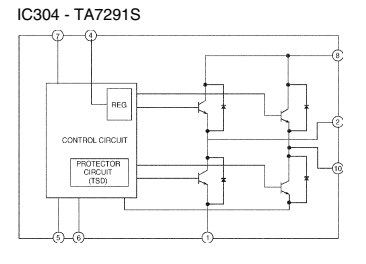 IC304 - TA7291S
7
4
8
REG
2
CONTROL CIRCUIT
PROTECTOR
CIRCUIT
(TSD)
10
5
6
1